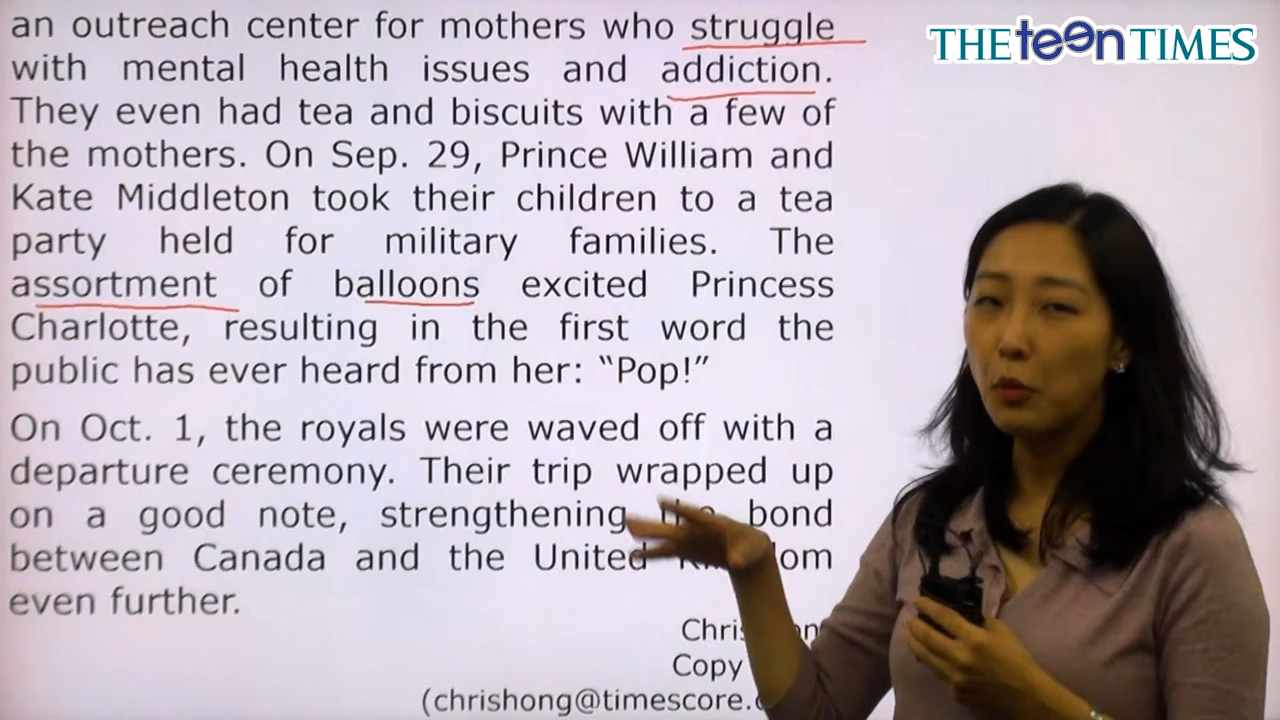 THE teen TIMES
an outreach center for mothers who struggle
with mental health issues and addiction.
They even had tea and biscuits with a few of
the mothers. On Sep. 29, Prince William and
Kate Middleton took their children to a tea
party held for military families. The
assortment of balloons excited Princess
Charlotte, resulting in the first word the
public has ever heard from her: “Pop!”
On Oct. 1, the royals were waved off with a
departure ceremony. Their trip wrapped up
on a good note, strengthening bond
between Canada and the United
even further.
Copy